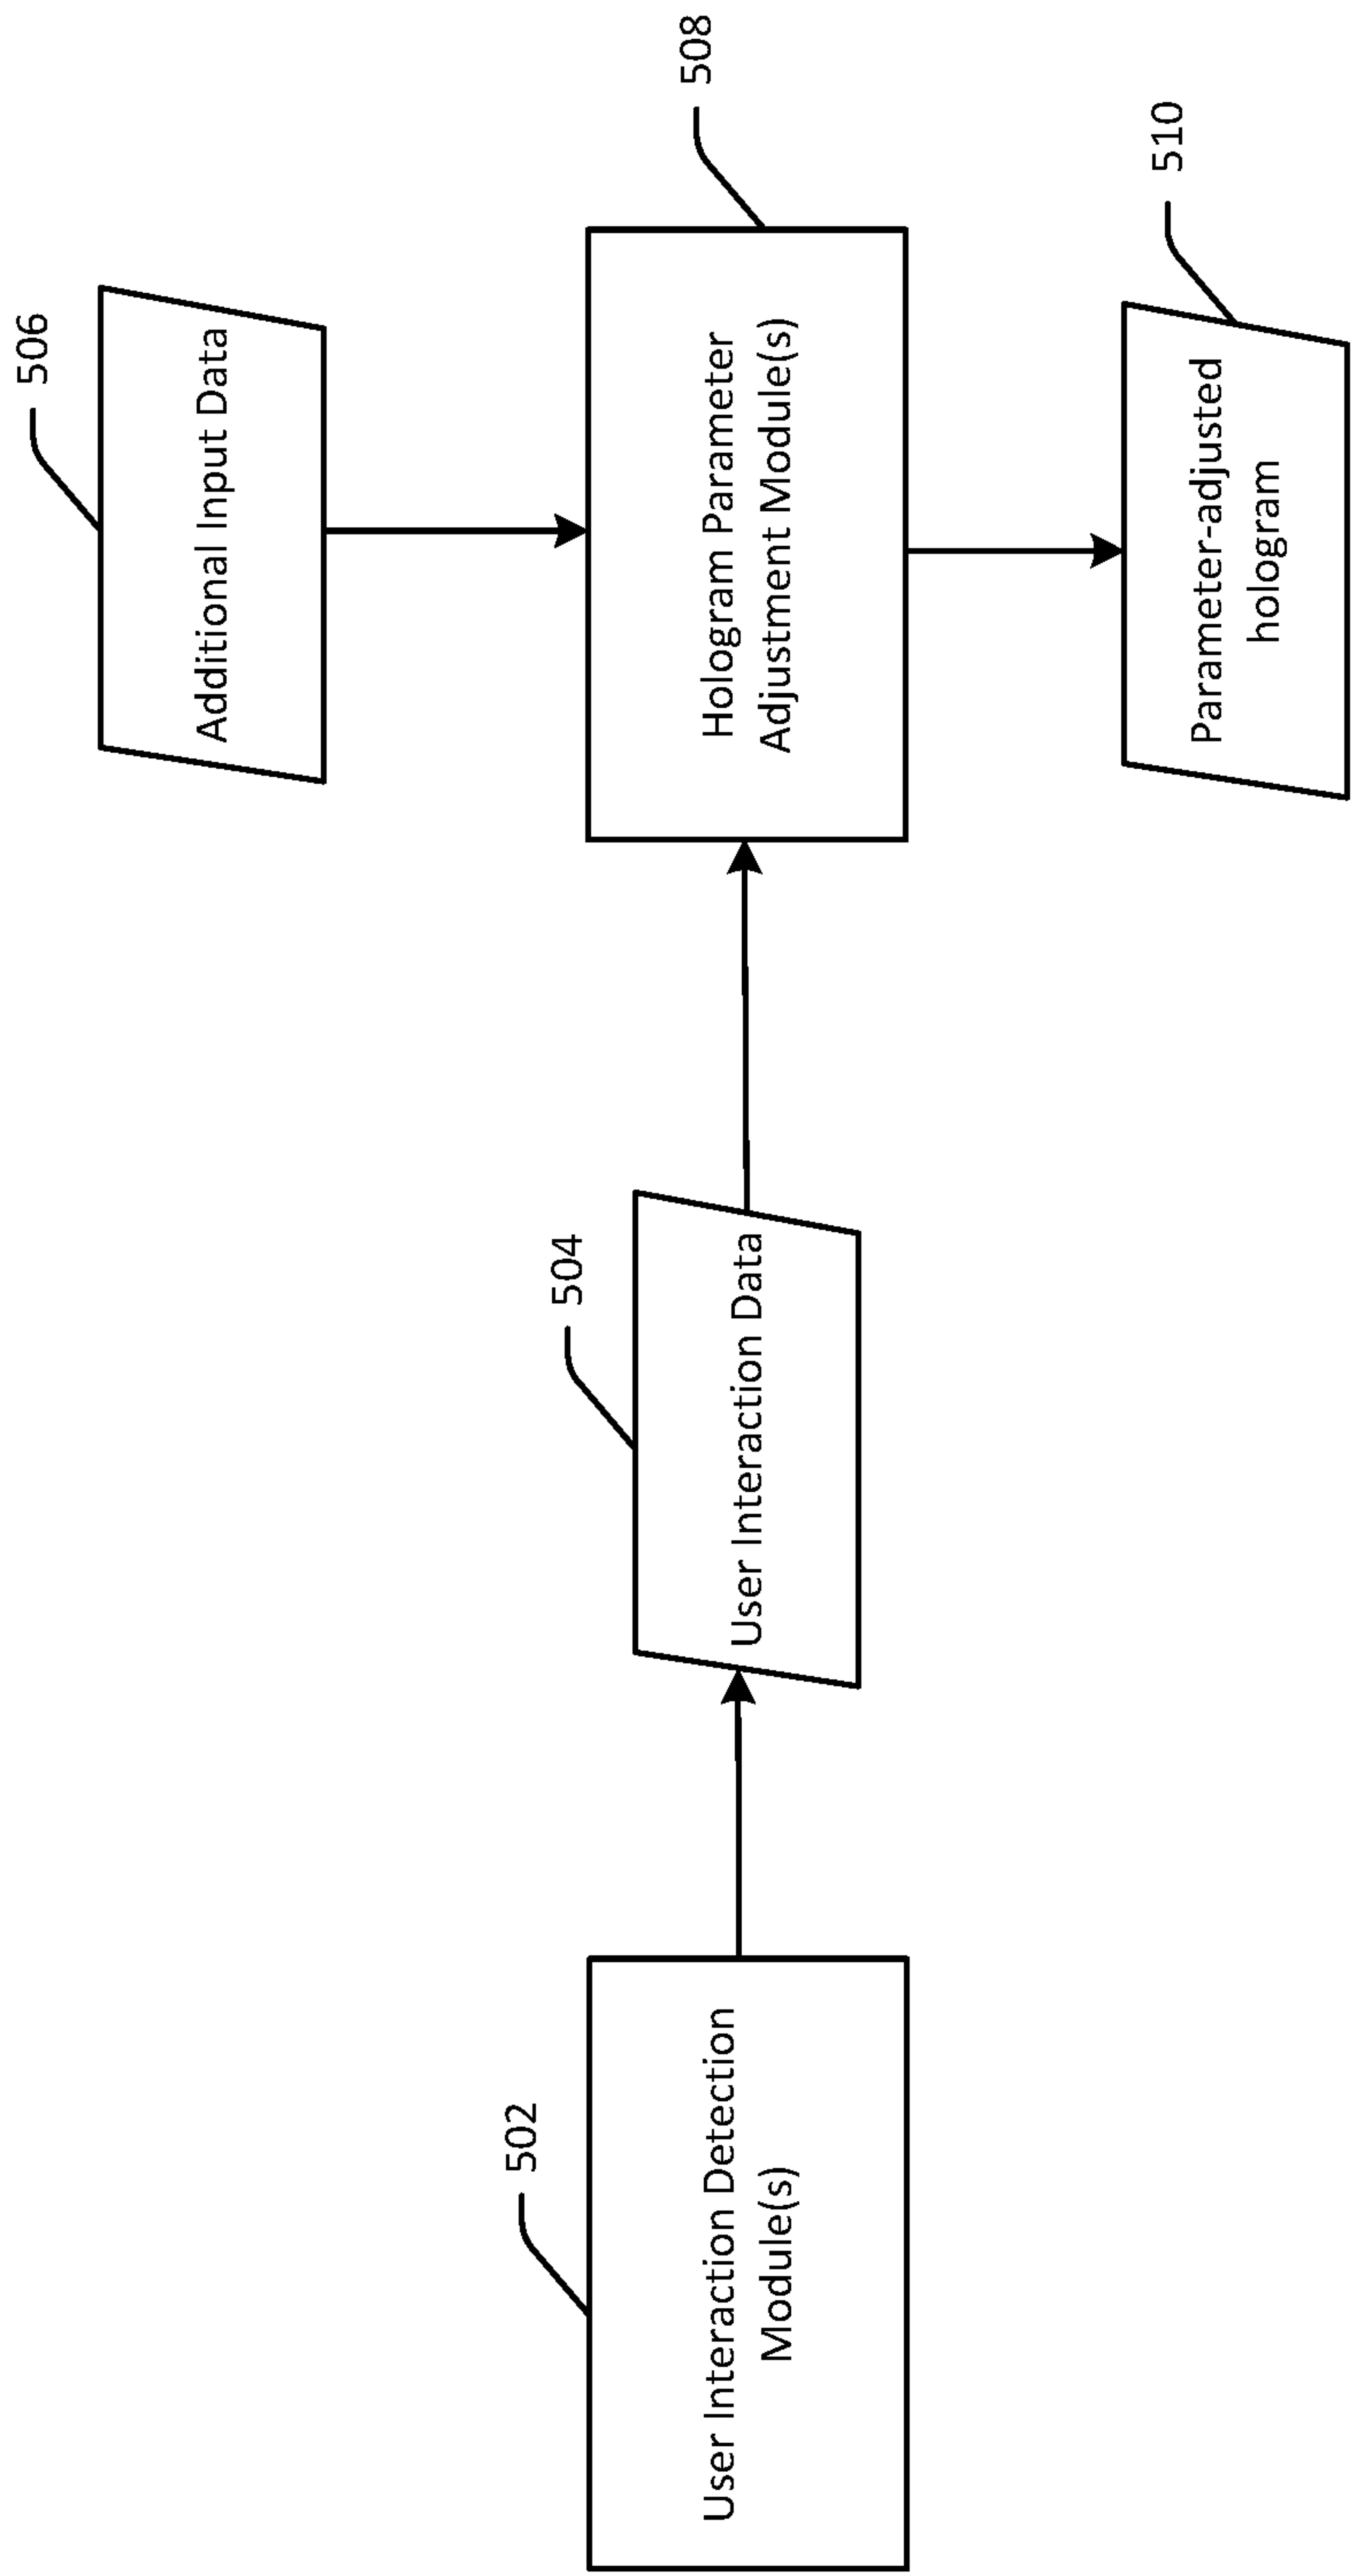 506
Additional Input Data
508
Hologram Parameter
Adjustment Module(s)
502
User Interaction Detection
Module(s)
504
User Interaction Data
510
Parameter-adjusted
hologram